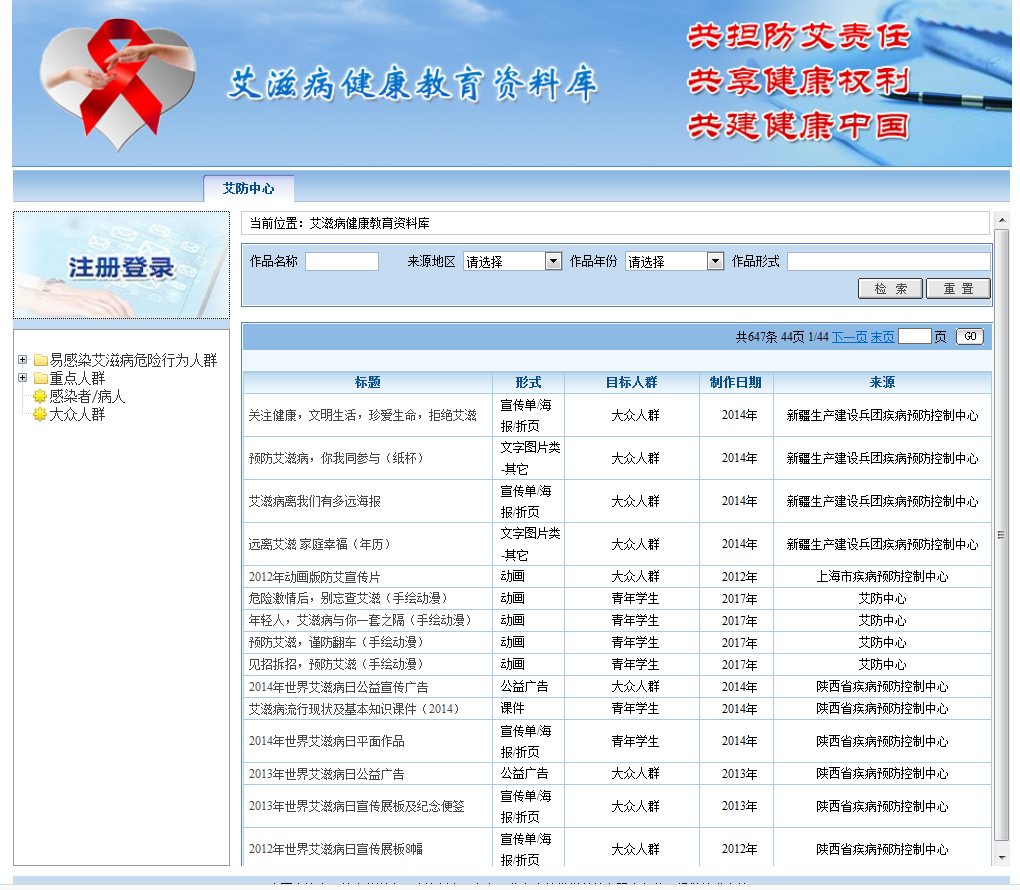 艾滋病健康教育资料库
共担防艾责任
共享健康权利
共建健康中国
艾防中心
注册登录
易感染艾滋病危险行为人群
重点人群
感染者/病人
大众人群
当前位置：艾滋病健康教育资料库
作品名称 来源地区 请选择 作品年份 请选择 作品形式
检 索 重 置
共647条 44页 1/44 下一页 末页 页 GO
标题 形式 目标人群 制作日期 来源
关注健康，文明生活，珍爱生命，拒绝艾滋 宣传单/海报/折页 大众人群 2014年 新疆生产建设兵团疾病预防控制中心
预防艾滋病，你我同参与（纸杯） 文字图片类-其它 大众人群 2014年 新疆生产建设兵团疾病预防控制中心
艾滋病离我们有多远海报 宣传单/海报/折页 大众人群 2014年 新疆生产建设兵团疾病预防控制中心
远离艾滋 家庭幸福（年历） 文字图片类-其它 大众人群 2014年 新疆生产建设兵团疾病预防控制中心
2012年动画版防艾宣传片 动画 大众人群 2012年 上海市疾病预防控制中心
危险激情后，别忘查艾滋（手绘动漫） 动画 青年学生 2017年 艾防中心
年轻人，艾滋病与你一套之隔（手绘动漫） 动画 青年学生 2017年 艾防中心
预防艾滋，谨防翻车（手绘动漫） 动画 青年学生 2017年 艾防中心
见招拆招，预防艾滋（手绘动漫） 动画 青年学生 2017年 艾防中心
2014年世界艾滋病日公益宣传广告 公益广告 大众人群 2014年 陕西省疾病预防控制中心
艾滋病流行现状及基本知识课件（2014） 课件 青年学生 2014年 陕西省疾病预防控制中心
2014年世界艾滋病日平面作品 宣传单/海报/折页 青年学生 2014年 陕西省疾病预防控制中心
2013年世界艾滋病日公益广告 公益广告 大众人群 2013年 陕西省疾病预防控制中心
2013年世界艾滋病日宣传展板及纪念便签 宣传单/海报/折页 大众人群 2013年 陕西省疾病预防控制中心
2012年世界艾滋病日宣传展板8幅 宣传单/海报/折页 大众人群 2012年 陕西省疾病预防控制中心